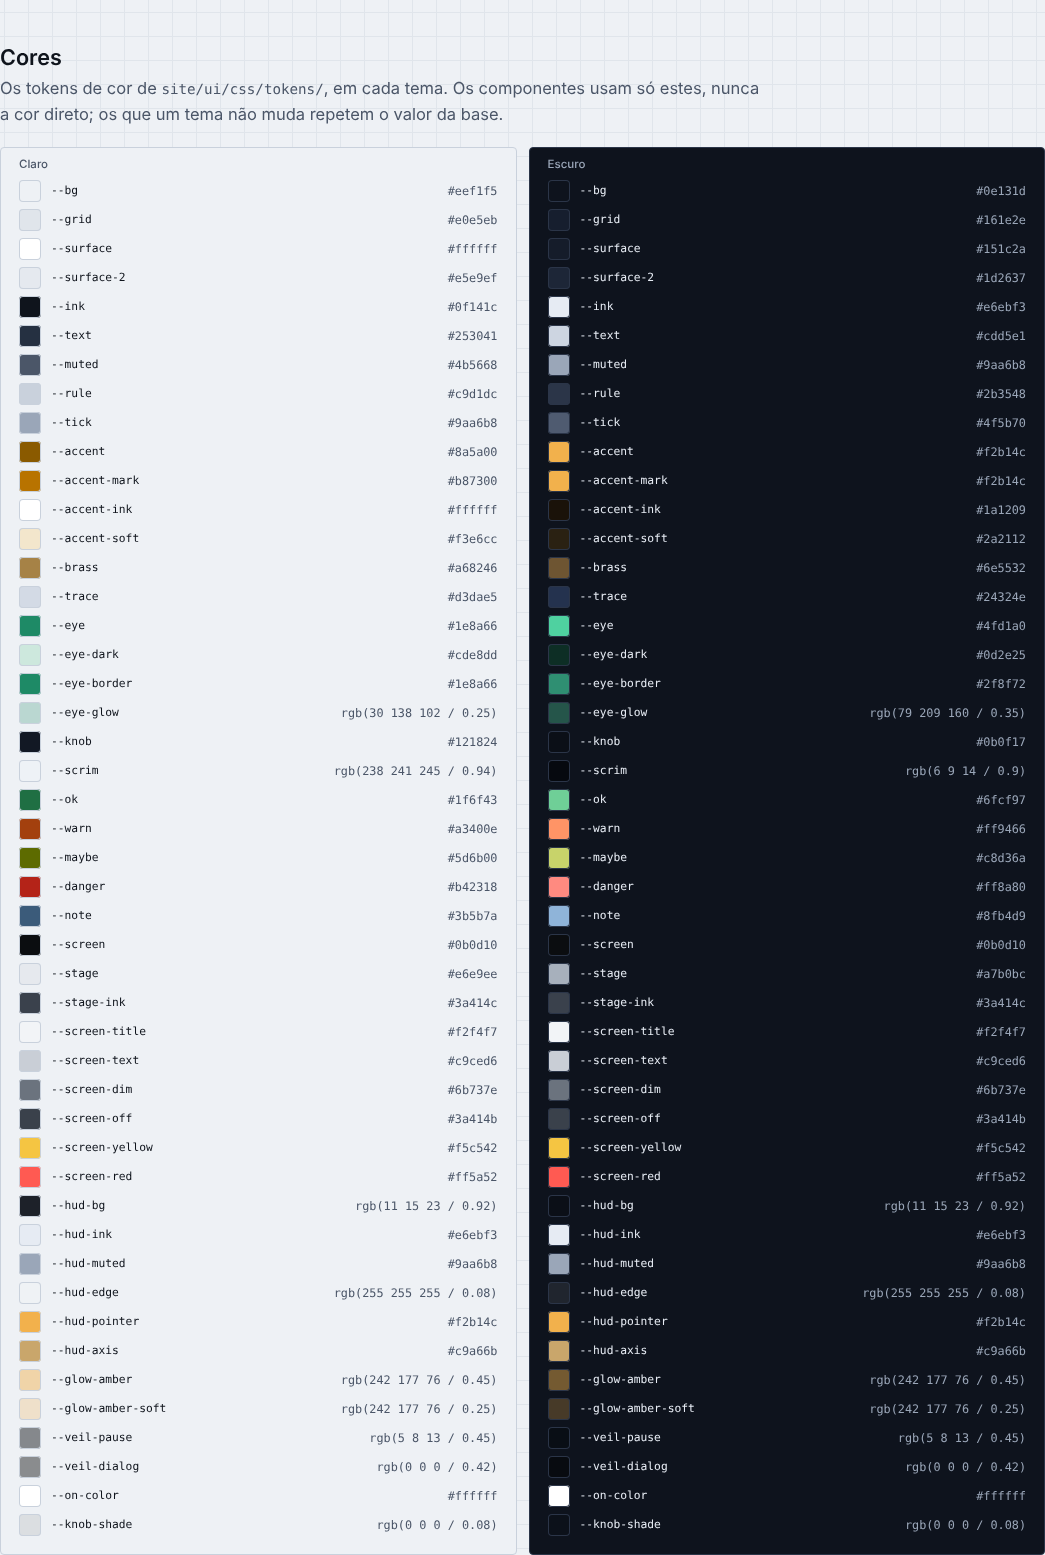 Cores
Os tokens de cor de site/ui/css/tokens/, em cada tema. Os componentes usam só estes, nunca
a cor direto; os que um tema não muda repetem o valor da base.
Claro
--bg #eef1f5
--grid #e0e5eb
--surface #ffffff
--surface-2 #e5e9ef
--ink #0f141c
--text #253041
--muted #4b5668
--rule #c9d1dc
--tick #9aa6b8
--accent #8a5a00
--accent-mark #b87300
--accent-ink #ffffff
--accent-soft #f3e6cc
--brass #a68246
--trace #d3dae5
--eye #1e8a66
--eye-dark #cde8dd
--eye-border #1e8a66
--eye-glow rgb(30 138 102 / 0.25)
--knob #121824
--scrim rgb(238 241 245 / 0.94)
--ok #1f6f43
--warn #a3400e
--maybe #5d6b00
--danger #b42318
--note #3b5b7a
--screen #0b0d10
--stage #e6e9ee
--stage-ink #3a414c
--screen-title #f2f4f7
--screen-text #c9ced6
--screen-dim #6b737e
--screen-off #3a414b
--screen-yellow #f5c542
--screen-red #ff5a52
--hud-bg rgb(11 15 23 / 0.92)
--hud-ink #e6ebf3
--hud-muted #9aa6b8
--hud-edge rgb(255 255 255 / 0.08)
--hud-pointer #f2b14c
--hud-axis #c9a66b
--glow-amber rgb(242 177 76 / 0.45)
--glow-amber-soft rgb(242 177 76 / 0.25)
--veil-pause rgb(5 8 13 / 0.45)
--veil-dialog rgb(0 0 0 / 0.42)
--on-color #ffffff
--knob-shade rgb(0 0 0 / 0.08)
Escuro
--bg #0e131d
--grid #161e2e
--surface #151c2a
--surface-2 #1d2637
--ink #e6ebf3
--text #cdd5e1
--muted #9aa6b8
--rule #2b3548
--tick #4f5b70
--accent #f2b14c
--accent-mark #f2b14c
--accent-ink #1a1209
--accent-soft #2a2112
--brass #6e5532
--trace #24324e
--eye #4fd1a0
--eye-dark #0d2e25
--eye-border #2f8f72
--eye-glow rgb(79 209 160 / 0.35)
--knob #0b0f17
--scrim rgb(6 9 14 / 0.9)
--ok #6fcf97
--warn #ff9466
--maybe #c8d36a
--danger #ff8a80
--note #8fb4d9
--screen #0b0d10
--stage #a7b0bc
--stage-ink #3a414c
--screen-title #f2f4f7
--screen-text #c9ced6
--screen-dim #6b737e
--screen-off #3a414b
--screen-yellow #f5c542
--screen-red #ff5a52
--hud-bg rgb(11 15 23 / 0.92)
--hud-ink #e6ebf3
--hud-muted #9aa6b8
--hud-edge rgb(255 255 255 / 0.08)
--hud-pointer #f2b14c
--hud-axis #c9a66b
--glow-amber rgb(242 177 76 / 0.45)
--glow-amber-soft rgb(242 177 76 / 0.25)
--veil-pause rgb(5 8 13 / 0.45)
--veil-dialog rgb(0 0 0 / 0.42)
--on-color #ffffff
--knob-shade rgb(0 0 0 / 0.08)